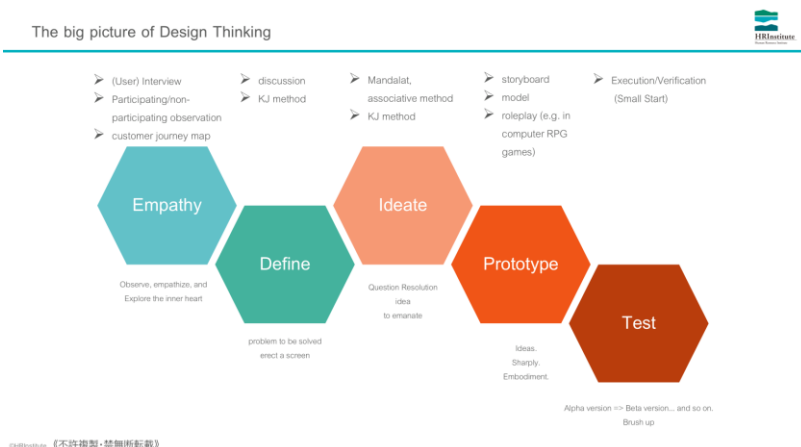 The big picture of Design Thinking
HRInstitute
(User) Interview
Participating/non-
participating observation
customer journey map
discussion
KJ method
Mandalat,
associative method
KJ method
storyboard
model
roleplay (e.g. in
computer RPG
games)
Execution/Verification
(Small Start)
Empathy
Define
Ideate
Prototype
Test
Observe, empathize, and
Explore the inner heart
problem to be solved
erect a screen
Question Resolution
idea
to emanate
Ideas.
Sharply.
Embodiment.
Alpha version => Beta version... and so on.
Brush up
©HRInstitute 《不許複製・禁無断転載》